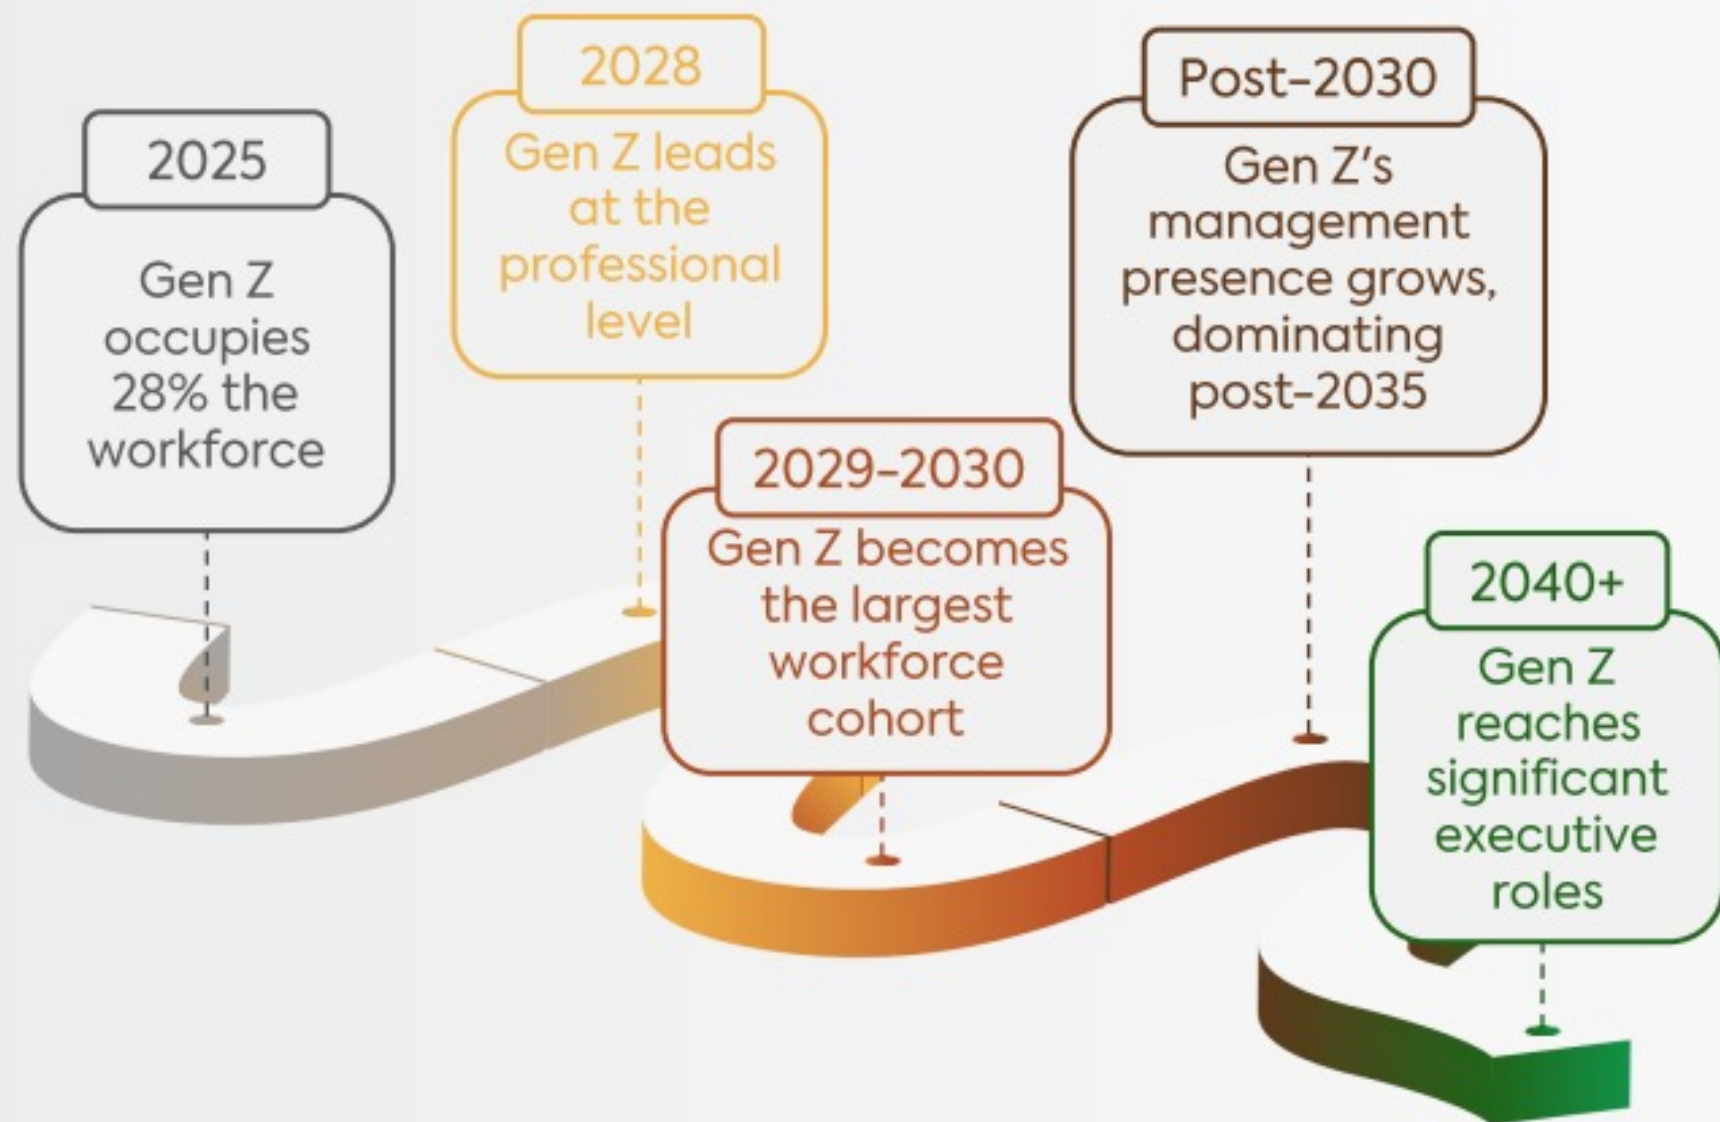 2025
Gen Z
occupies
28% the
workforce
2028
Gen Z leads
at the
professional
level
2029-2030
Gen Z becomes
the largest
workforce
cohort
Post-2030
Gen Z's
management
presence grows,
dominating
post-2035
2040+
Gen Z
reaches
significant
executive
roles